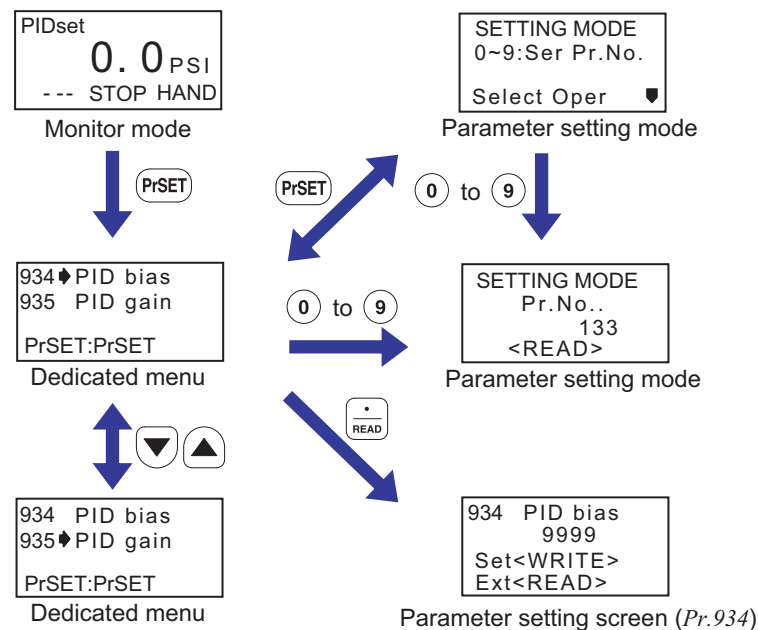 PIDset
0. 0 PSI
--- STOP HAND
Monitor mode
SETTING MODE
0~9:Ser Pr.No.
Select Oper
Parameter setting mode
PrSET
PrSET
0 to 9
934 PID bias
935 PID gain
PrSET:PrSET
Dedicated menu
0 to 9
SETTING MODE
Pr.No..
133
<READ>
Parameter setting mode
READ
934 PID bias
935 PID gain
PrSET:PrSET
Dedicated menu
934 PID bias
9999
Set<WRITE>
Ext<READ>
Parameter setting screen (Pr.934)